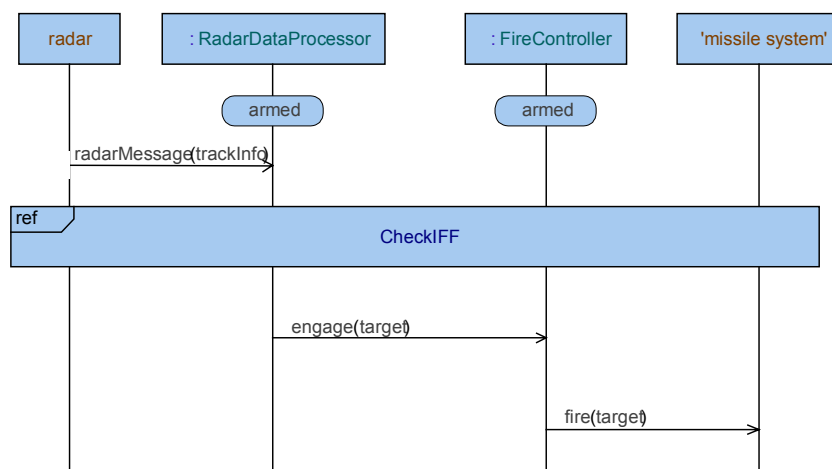 radar
: RadarDataProcessor
: FireController
'missile system'
armed
armed
radarMessage(trackInfo)
ref
CheckIFF
engage(target)
fire(target)